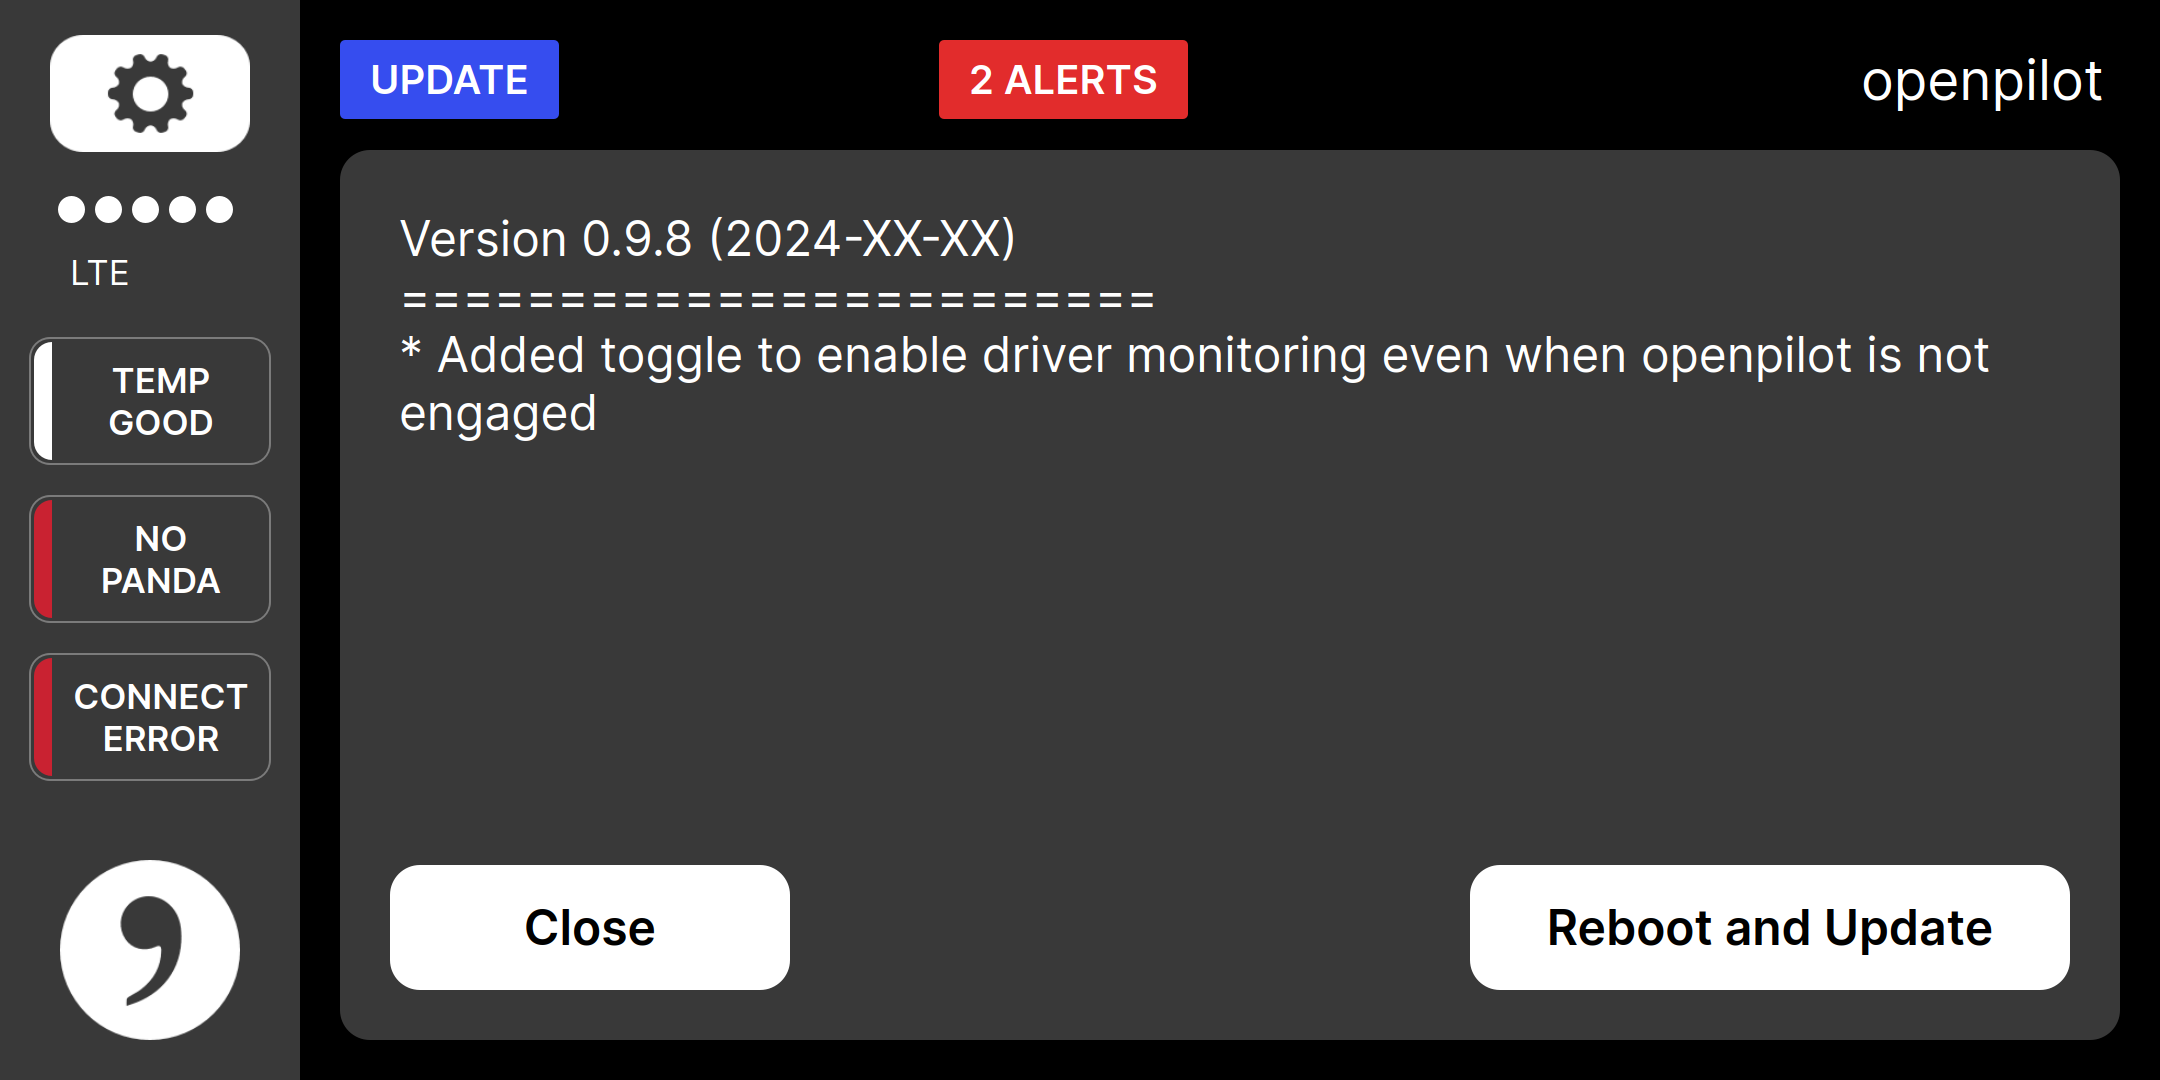 UPDATE
2 ALERTS
openpilot
LTE
TEMP
GOOD
NO
PANDA
CONNECT
ERROR
Version 0.9.8 (2024-XX-XX)
========================
* Added toggle to enable driver monitoring even when openpilot is not
engaged
Close
Reboot and Update